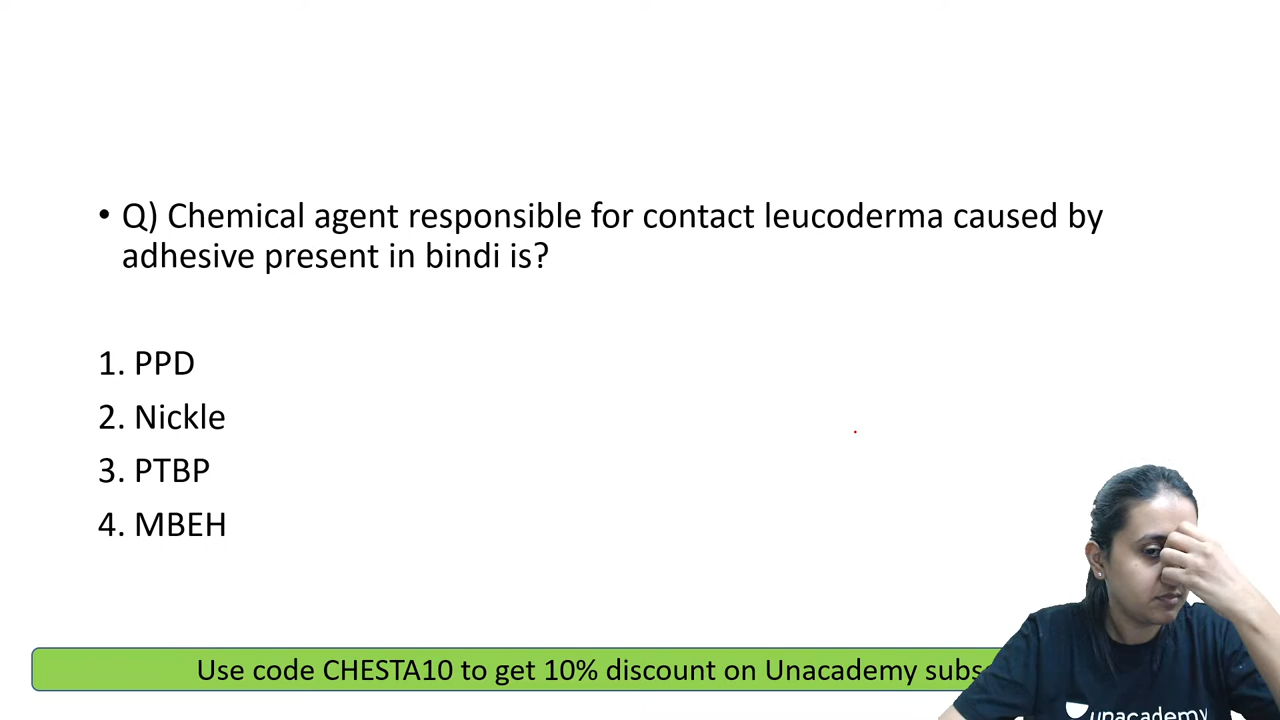 • Q) Chemical agent responsible for contact leucoderma caused by
adhesive present in bindi is?
1. PPD
2. Nickle
3. PTBP
4. MBEH
Use code CHESTA10 to get 10% discount on Unacademy
unacademy